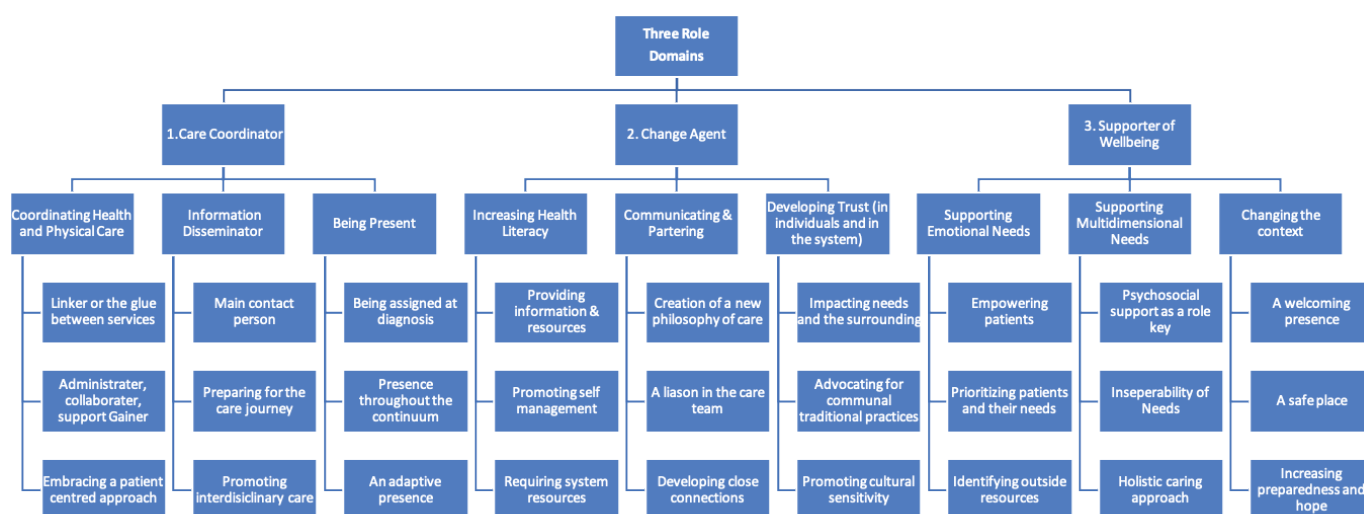 Three Role
Domains
1.Care Coordinator
2. Change Agent
3. Supporter of
Wellbeing
Coordinating Health
and Physical Care
Information
Disseminator
Being Present
Increasing Health
Literacy
Communicating &
Partering
Developing Trust (in
individuals and in
the system)
Supporting
Emotional Needs
Supporting
Multidimensional
Needs
Changing the
context
Linker or the glue
between services
Main contact
person
Being assigned at
diagnosis
Providing
information &
resources
Creation of a new
philosophy of care
Impacting needs
and the surrounding
Empowering
patients
Psychosocial
support as a role
key
A welcoming
presence
Administrater,
collaborater,
support Gainer
Preparing for the
care journey
Presence
throughout the
continuum
Promoting self
management
A liason in the care
team
Advocating for
communal
traditional practices
Prioritizing patients
and their needs
Inseperability of
Needs
A safe place
Embracing a patient
centred approach
Promoting
interdisiclinary care
An adaptive
presence
Requiring system
resources
Developing close
connections
Promoting cultural
sensitivity
Identifying outside
resources
Holistic caring
approach
Increasing
preparedness and
hope